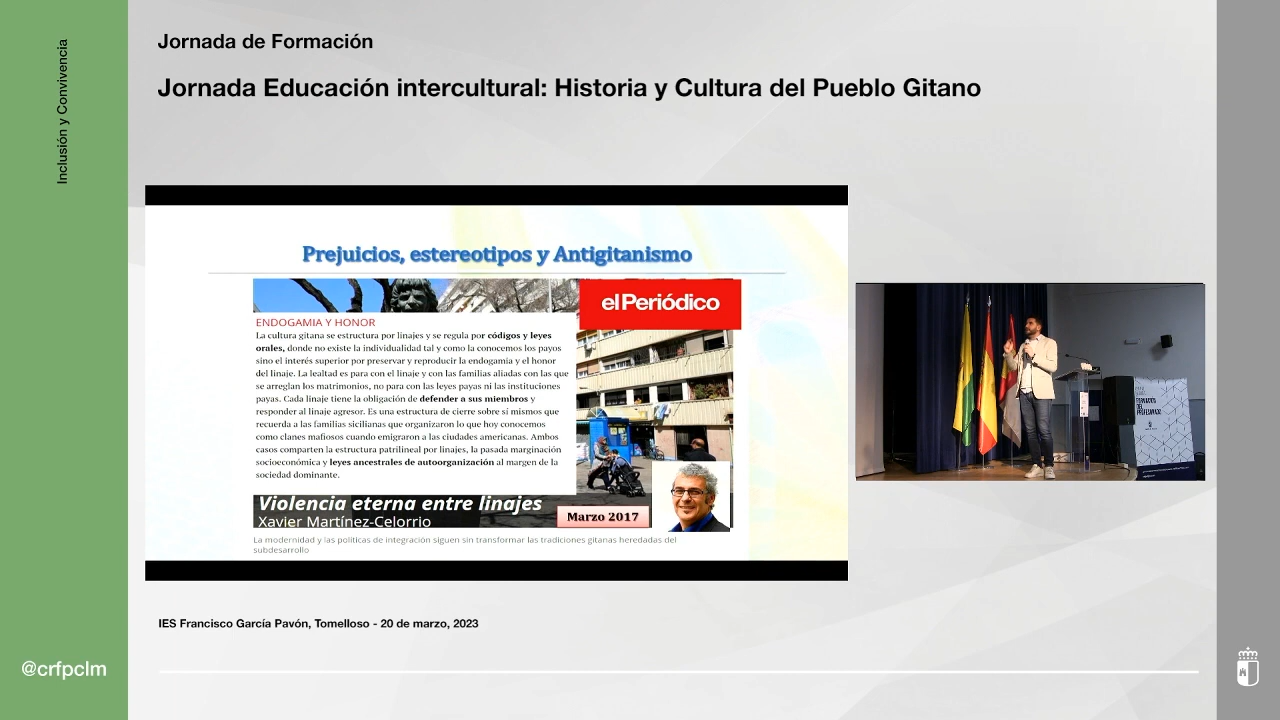 Inclusión y Convivencia
Jornada de Formación
Jornada Educación intercultural: Historia y Cultura del Pueblo Gitano
Prejuicios, estereotipos y Antigitanismo
elPeriódico
ENDOGAMIA Y HONOR
La cultura gitana se estructura por linajes y se regula por códigos y leyes
orales, donde no existe la individualidad tal y como la conocemos los payos
sino el interés superior por preservar y reproducir la endogamia y el honor
del linaje. La lealtad es para con el linaje y con las familias aliadas con las que
se arreglan los matrimonios, no para con las leyes payas ni las instituciones
payas. Cada linaje tiene la obligación de defender a sus miembros y
responder al linaje agresor. Es una estructura de cierre sobre sí mismos que
recuerda a las familias sicilianas que organizaron lo que hoy conocemos
como clanes mafiosos cuando emigraron a las ciudades americanas. Ambos
casos comparten la estructura patrilineal por linajes, la pasada marginación
socioeconómica y leyes ancestrales de autoorganización al margen de la
sociedad dominante.
Violencia eterna entre linajes
Xavier Martínez-Celorrio
Marzo 2017
La modernidad y las políticas de integración siguen sin transformar las tradiciones gitanas heredadas del
subdesarrollo
IES Francisco García Pavón, Tomelloso - 20 de marzo, 2023
@crfpclm